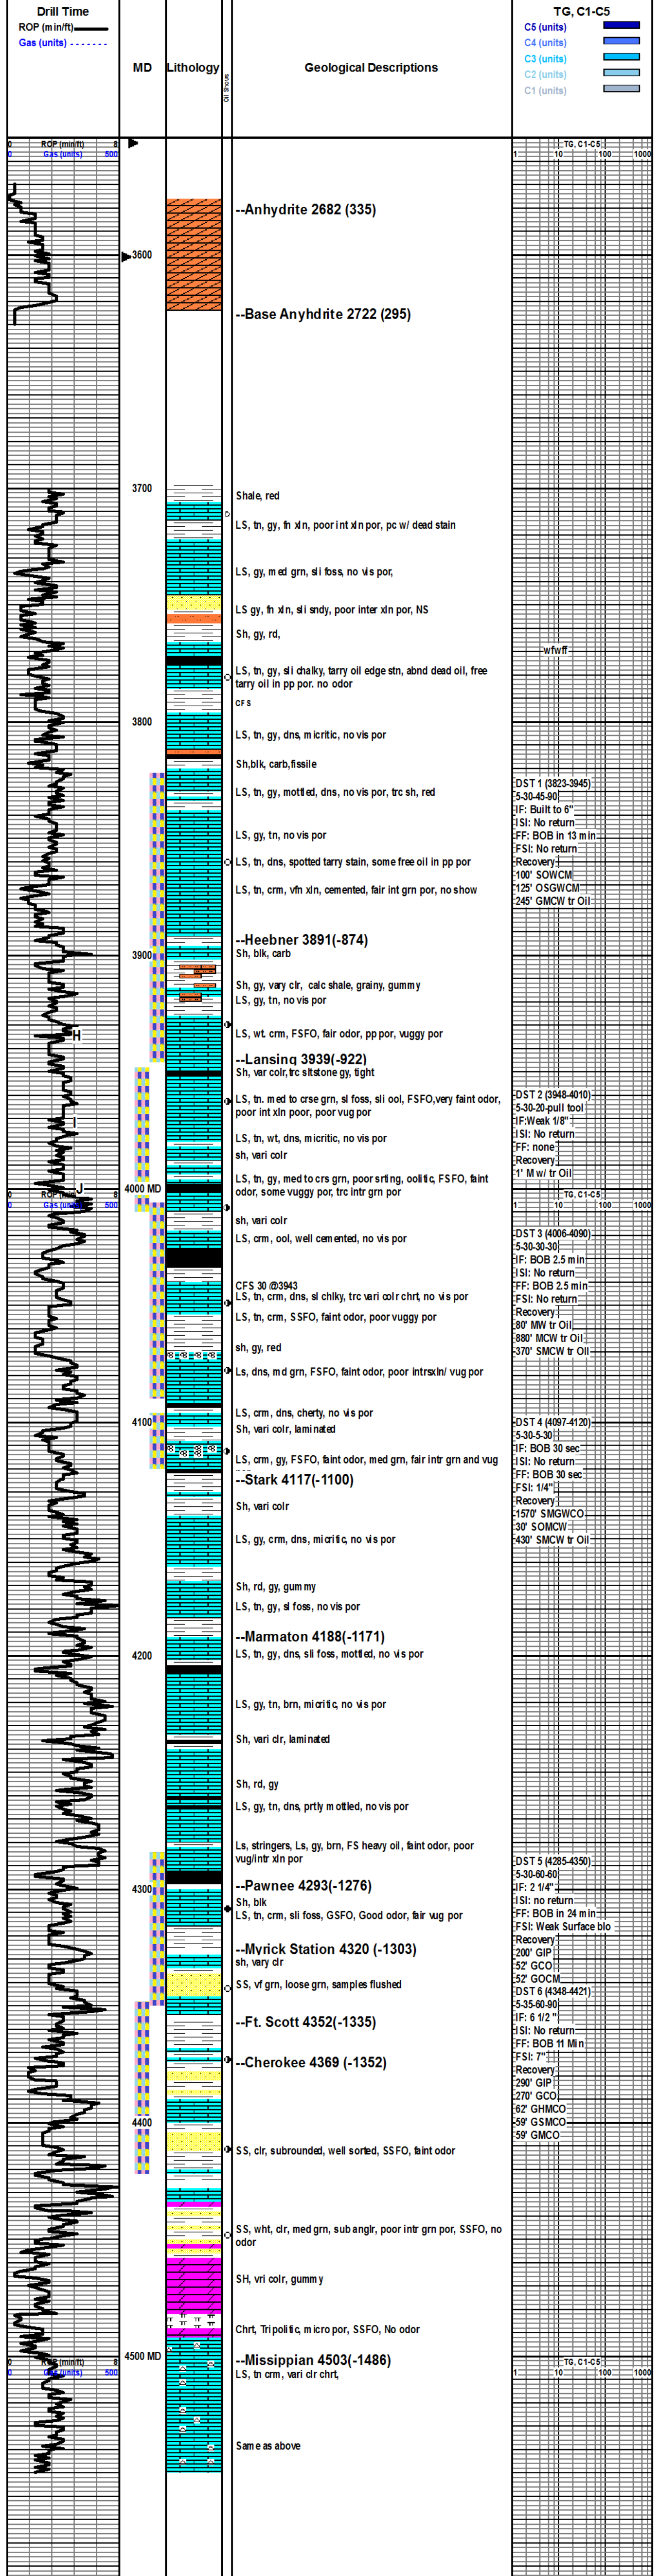 Drill Time
ROP (min/ft)
Gas (units)
MD
Lithology
Oil Shows
Geological Descriptions
TG, C1-C5
C5 (units)
C4 (units)
C3 (units)
C2 (units)
C1 (units)
0 ROP (min/ft) 8
0 Gas (units) 500
TG, C1-C5
1 10 100 1000
--Anhydrite 2682 (335)
3600
--Base Anyhdrite 2722 (295)
3700
Shale, red
LS, tn, gy, fn xln, poor int xln por, pc w/ dead stain
LS, gy, med grn, sli foss, no vis por,
LS gy, fn xln, sli sndy, poor inter xln por, NS
Sh, gy, rd,
wfwff
LS, tn, gy, sli chalky, tarry oil edge stn, abnd dead oil, free
tarry oil in pp por. no odor
CFS
3800
LS, tn, gy, dns, micritic, no vis por
Sh,blk, carb,fissile
LS, tn, gy, mottled, dns, no vis por, trc sh, red
LS, gy, tn, no vis por
LS, tn, dns, spotted tarry stain, some free oil in pp por
LS, tn, crm, vfn xln, cemented, fair int grn por, no show
DST 1 (3823-3945)
5-30-45-90
IF: Built to 6"
ISI: No return
FF: BOB in 13 min
FSI: No return
Recovery
100' SOWCM
125' OSGWCM
245' GMCW tr Oil
--Heebner 3891(-874)
3900
Sh, blk, carb
Sh, gy, vary clr, calc shale, grainy, gummy
LS, gy, tn, no vis por
H
LS, wt. crm, FSFO, fair odor, pp por, vuggy por
--Lansing 3939(-922)
Sh, var color,trc sltstone gy, tight
LS, tn. med to crse grn, sl foss, sli ool, FSFO,very faint odor,
poor int xln poor, poor vug por
I
LS, tn, wt, dns, micritic, no vis por
sh, vari colr
LS, tn, gy, med to crs grn, poor srting, oolitic, FSFO, faint
odor, some vuggy por, trc intr grn por
DST 2 (3948-4010)
5-30-20-pull tool
IF:Weak 1/8"
ISI: No return
FF: none
Recovery
1' M w/ tr Oil
J
4000 MD
0 ROP (min/ft) 8
0 Gas (units) 500
TG, C1-C5
1 10 100 1000
sh, vari colr
LS, crm, ool, well cemented, no vis por
CFS 30 @3943
LS, tn, crm, dns, sl chlky, trc vari colr chrt, no vis por
LS, tn, crm, SSFO, faint odor, poor vuggy por
sh, gy, red
Ls, dns, md grn, FSFO, faint odor, poor intrsxln/ vug por
DST 3 (4006-4090)
5-30-30-30
IF: BOB 2.5 min
ISI: No return
FF: BOB 2.5 min
FSI: No return
Recovery
80' MW tr Oil
880' MCW tr Oil
370' SMCW tr OIl
LS, crm, dns, cherty, no vis por
4100
Sh, vari colr, laminated
LS, crm, gy, FSFO, faint odor, med grn, fair intr grn and vug
--Stark 4117(-1100)
Sh, vari colr
LS, gy, crm, dns, micritic, no vis por
DST 4 (4097-4120)
5-30-5-30
IF: BOB 30 sec
ISI: No return
FF: BOB 30 sec
FSI: 1/4"
Recovery
1570' SMGWCO
30' SOMCW
430' SMCW tr Oil
Sh, rd, gy, gummy
LS, tn, gy, sl foss, no vis por
--Marmaton 4188(-1171)
4200
LS, tn, gy, dns, sli foss, mottled, no vis por
LS, gy, tn, brn, micritic, no vis por
Sh, vari clr, laminated
Sh, rd, gy
LS, gy, tn, dns, prtly mottled, no vis por
Ls, stringers, Ls, gy, brn, FS heavy oil, faint odor, poor
vug/intr xln por
--Pawnee 4293(-1276)
4300
Sh, blk
LS, tn, crm, sli foss, GSFO, Good odor, fair vug por
--Myrick Station 4320 (-1303)
sh, vary clr
SS, vf grn, loose grn, samples flushed
DST 5 (4285-4350)
5-30-60-60
IF: 2 1/4"
ISI: no return
FF: BOB in 24 min
FSI: Weak Surface blo
Recovery
200' GIP
52' GCO
52' GOCM
DST 6 (4348-4421)
5-35-60-90
IF: 6 1/2 "
ISI: No return
FF: BOB 11 Min
FSI: 7"
Recovery
290' GIP
270' GCO
62' GHMCO
59' GSMCO
59' GMCO
--Ft. Scott 4352(-1335)
--Cherokee 4369 (-1352)
4400
SS, clr, subrounded, well sorted, SSFO, faint odor
SS, wht, clr, med grn, sub anglr, poor intr grn por, SSFO, no
odor
SH, vri colr, gummy
Chrt, Tripolitic, micro por, SSFO, No odor
4500 MD
--Missippian 4503(-1486)
0 ROP (min/ft) 8
0 Gas (units) 500
TG, C1-C5
1 10 100 1000
LS, tn crm, vari clr chrt,
Same as above